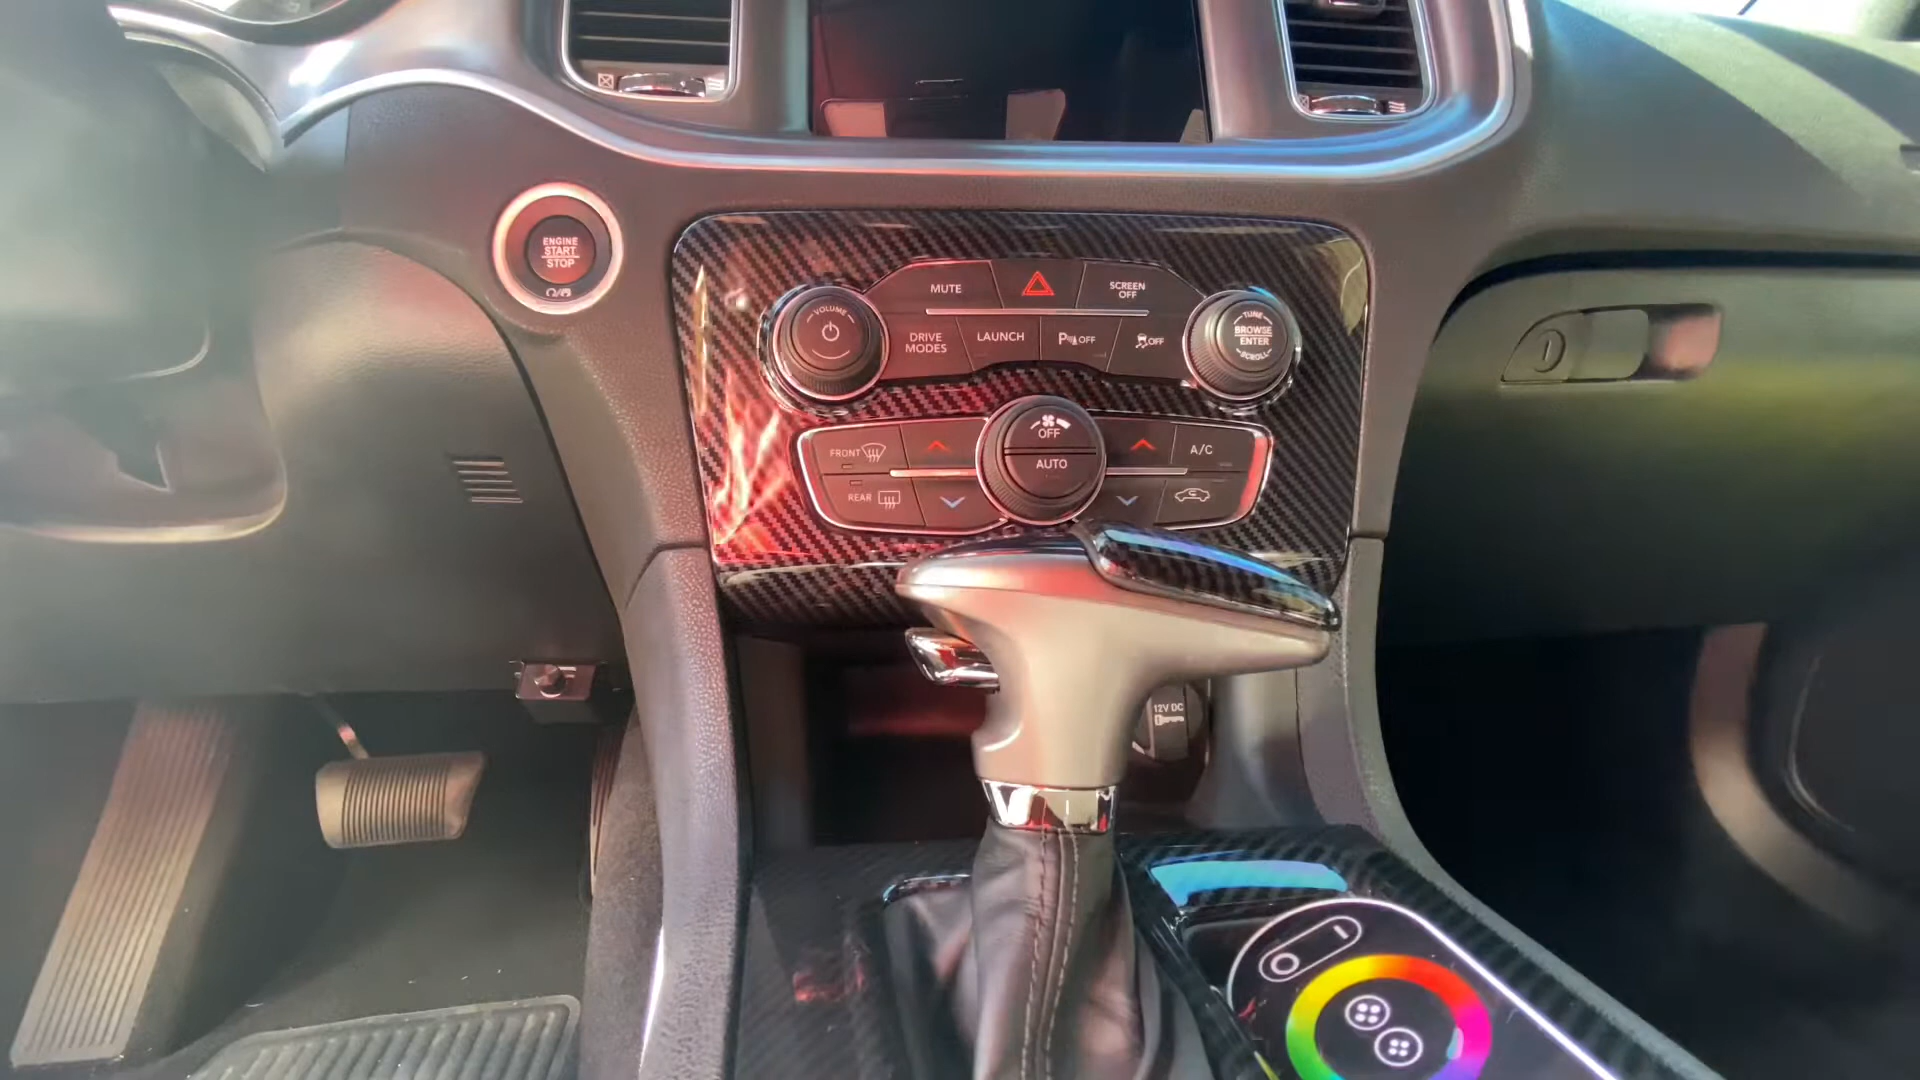 ENGINE
START
STOP
MUTE
SCREEN
OFF
VOLUME
DRIVE
MODES
LAUNCH
P OFF
OFF
TUNE
BROWSE
ENTER
SCROLL
FRONT
OFF
AUTO
A/C
REAR
12V DC